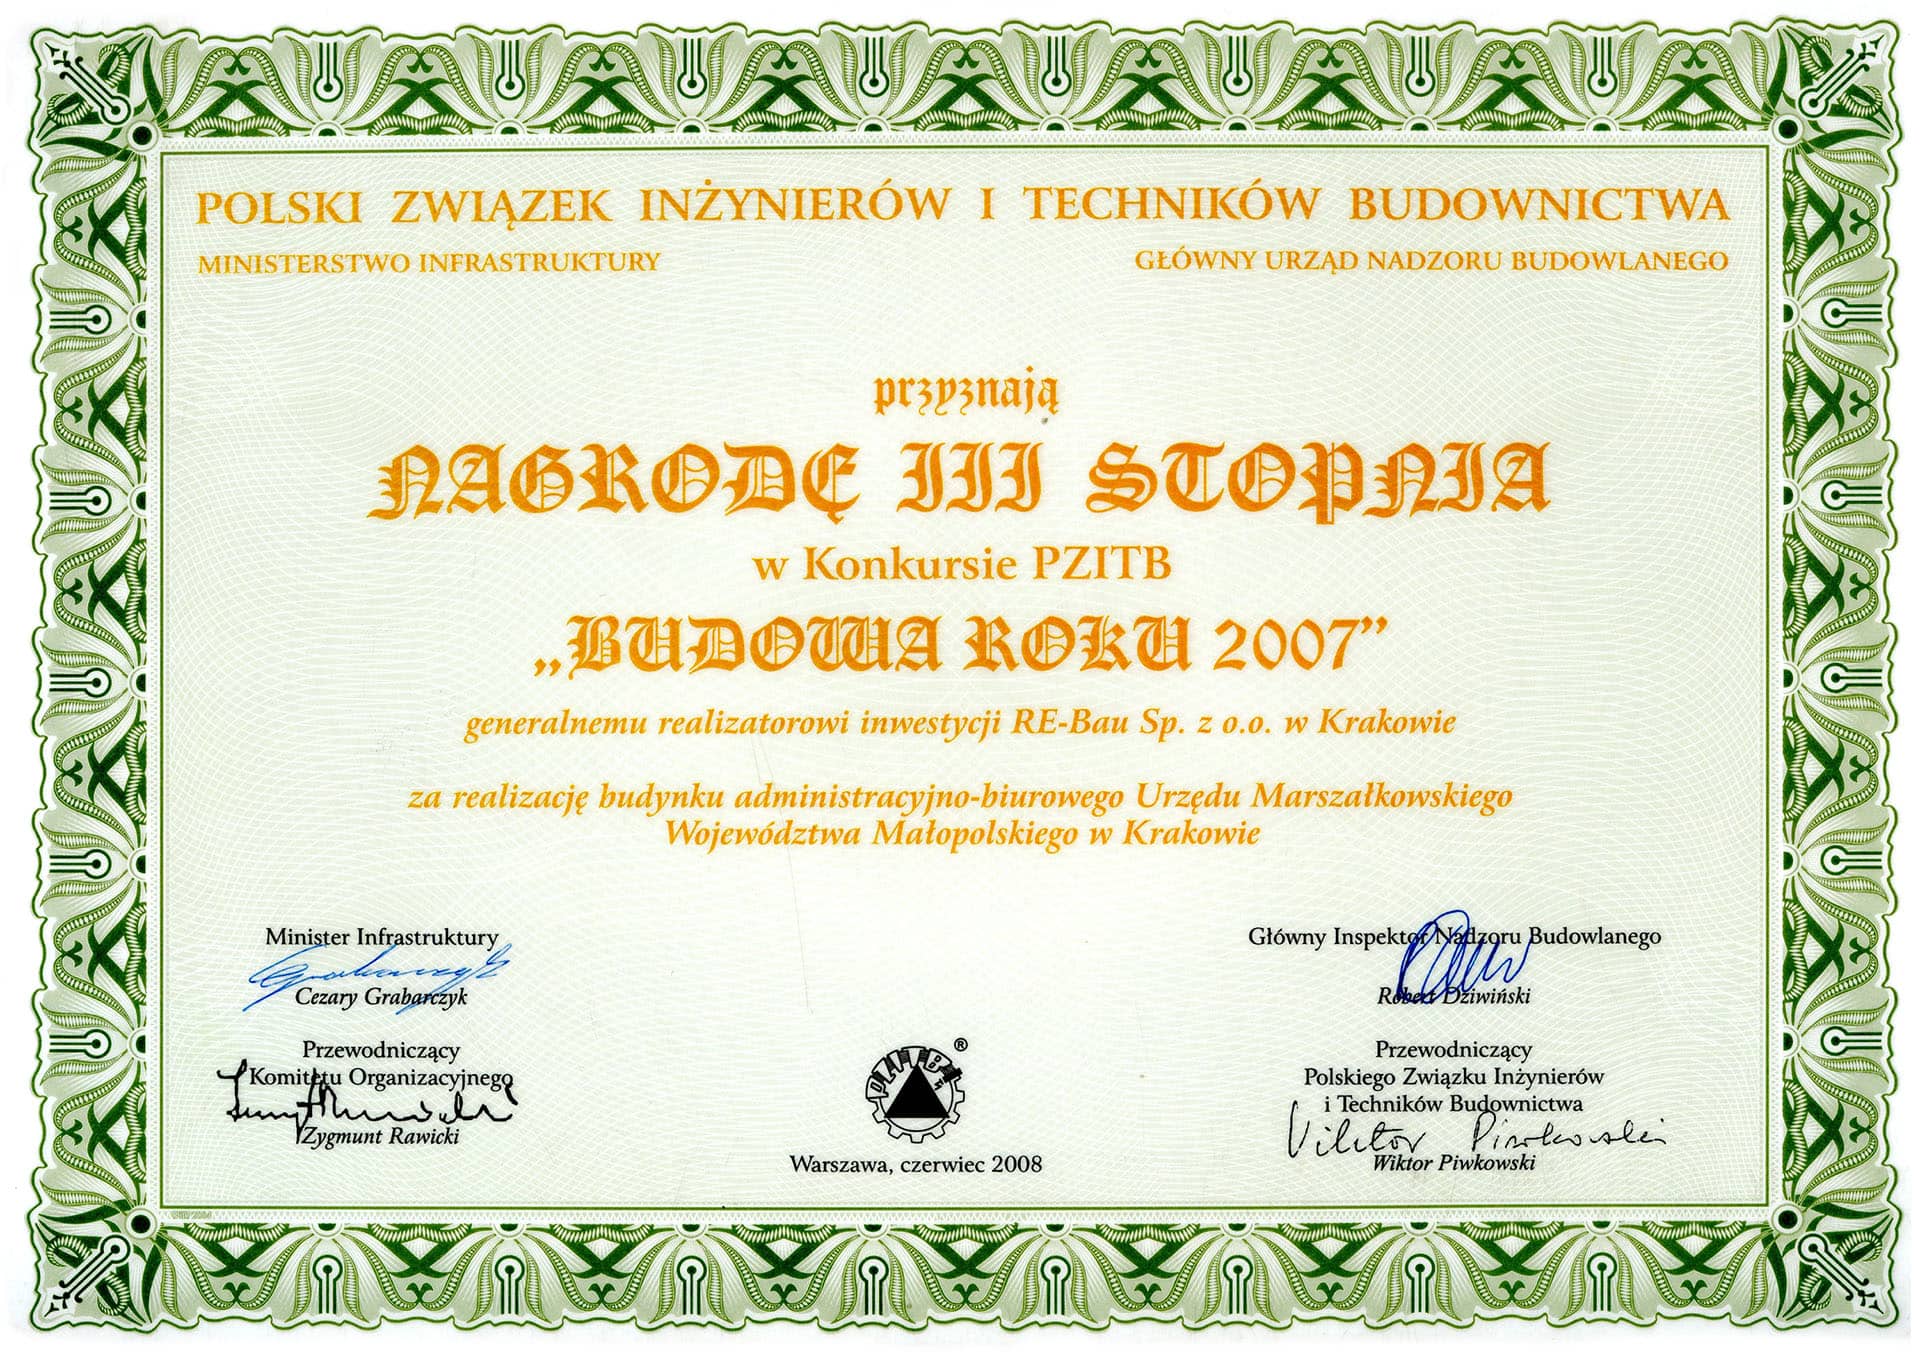 POLSKI ZWIĄZEK INŻYNIERÓW I TECHNIKÓW BUDOWNICTWA
MINISTERSTWO INFRASTRUKTURY
GŁÓWNY URZĄD NADZORU BUDOWLANEGO
przyznają
NAGRODĘ III STOPNIA
w Konkursie PZITB
„BUDOWA ROKU 2007”
generalnemu realizatorowi inwestycji RE-Bau Sp. z o.o. w Krakowie
za realizację budynku administracyjno-biurowego Urzędu Marszałkowskiego
Województwa Małopolskiego w Krakowie
Minister Infrastruktury
Cezary Grabarczyk
Główny Inspektor Nadzoru Budowlanego
Robert Dziwiński
Przewodniczący
Komitetu Organizacyjnego
Zygmunt Rawicki
PZITB ®
Warszawa, czerwiec 2008
Przewodniczący
Polskiego Związku Inżynierów
i Techników Budownictwa
Wiktor Piwkowski
Wiktor Piwkowski